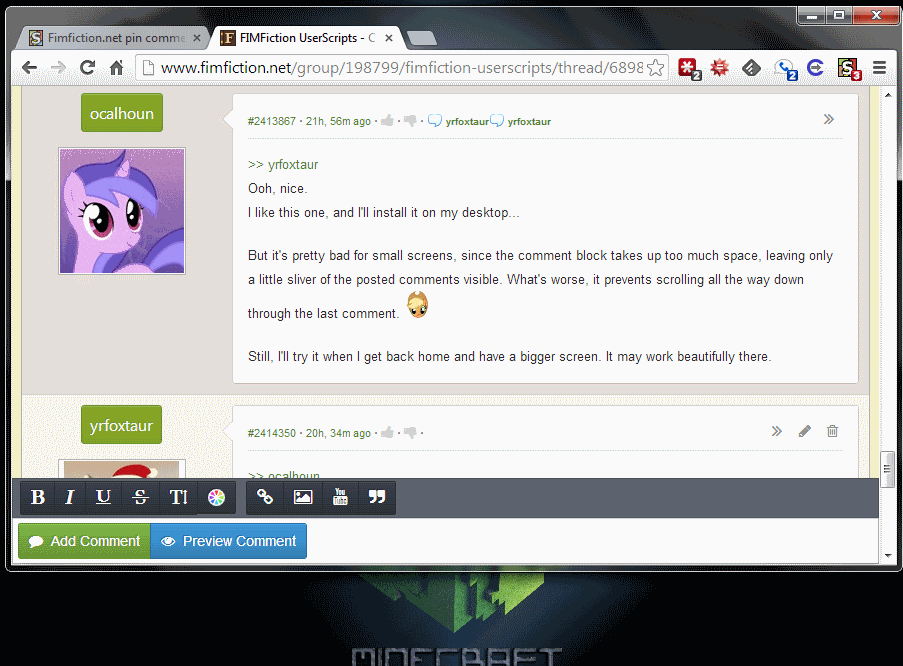 Fimfiction.net pin comme
FIMFiction UserScripts - C
www.fimfiction.net/group/198799/fimfiction-userscripts/thread/6898
2
2
3
ocalhoun
#2413867 · 21h, 56m ago · · · yrfoxtaur yrfoxtaur
>> yrfoxtaur
Ooh, nice.
I like this one, and I'll install it on my desktop...
But it's pretty bad for small screens, since the comment block takes up too much space, leaving only
a little sliver of the posted comments visible. What's worse, it prevents scrolling all the way down
through the last comment.
Still, I'll try it when I get back home and have a bigger screen. It may work beautifully there.
yrfoxtaur
#2414350 · 20h, 34m ago · · ·
>> ocalhoun
B I U S T
You Tube
Add Comment
Preview Comment
MINECRAFT